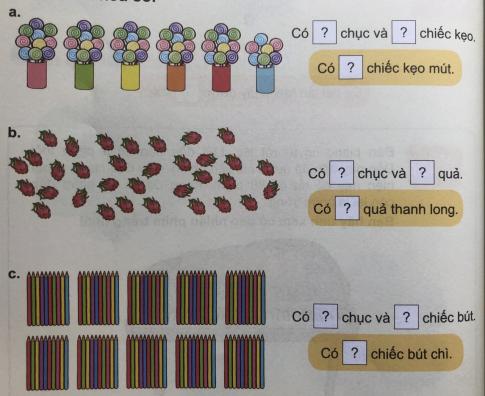 a.
Có ? chục và ? chiếc kẹo.
Có ? chiếc kẹo mút.
b.
Có ? chục và ? quả.
Có ? quả thanh long.
c.
Có ? chục và ? chiếc bút.
Có ? chiếc bút chì.